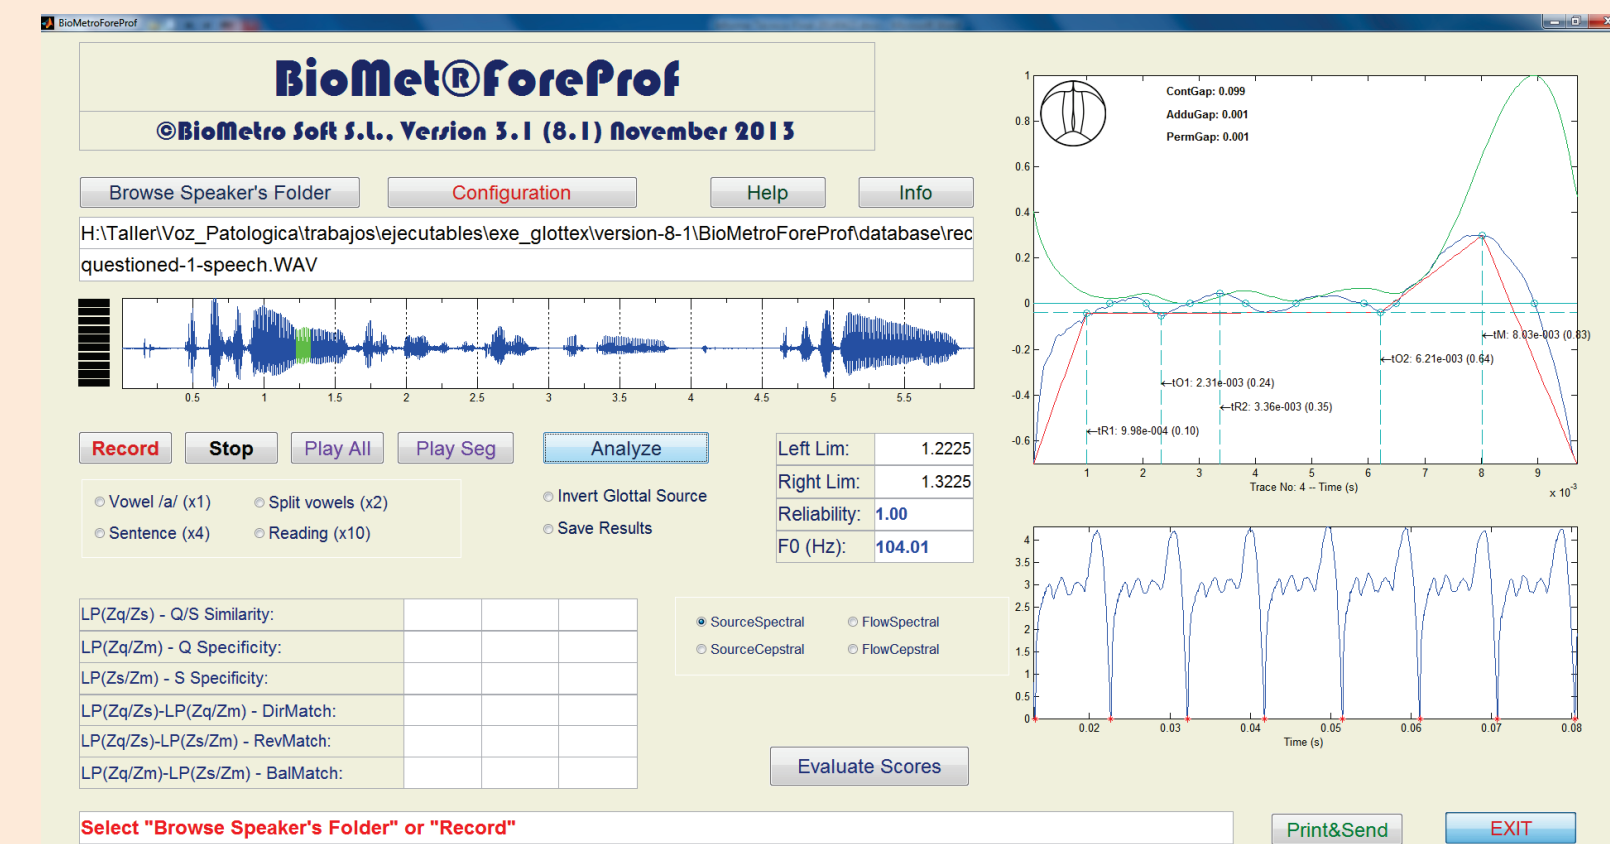 BioMetroForeProf
BioMet®ForeProf
©BioMetro Soft S.L., Version 3.1 (8.1) November 2013
Browse Speaker's Folder
Configuration
Help
Info
H:\Taller\Voz_Patologica\trabajos\ejecutables\exe_glottex\version-8-1\BioMetroForeProf\database\rec
questioned-1-speech.WAV
0.5 1 1.5 2 2.5 3 3.5 4 4.5 5 5.5
Record
Stop
Play All
Play Seg
Analyze
Vowel /a/ (x1)
Split vowels (x2)
Sentence (x4)
Reading (x10)
Invert Glottal Source
Save Results
Left Lim: 1.2225
Right Lim: 1.3225
Reliability: 1.00
F0 (Hz): 104.01
LP(Zq/Zs) - Q/S Similarity:
LP(Zq/Zm) - Q Specificity:
LP(Zs/Zm) - S Specificity:
LP(Zq/Zs)-LP(Zq/Zm) - DirMatch:
LP(Zq/Zs)-LP(Zs/Zm) - RevMatch:
LP(Zq/Zm)-LP(Zs/Zm) - BalMatch:
SourceSpectral
FlowSpectral
SourceCepstral
FlowCepstral
Evaluate Scores
ContGap: 0.099
AdduGap: 0.001
PermGap: 0.001
1
0.8
0.6
0.4
0.2
0
-0.2
-0.4
-0.6
←tM: 8.03e-003 (0.83)
←tO2: 6.21e-003 (0.64)
←tO1: 2.31e-003 (0.24)
←tR2: 3.36e-003 (0.35)
←tR1: 9.98e-004 (0.10)
1 2 3 4 5 6 7 8 9
Trace No: 4 -- Time (s)
x 10-3
4
3.5
3
2.5
2
1.5
1
0.5
0
0.02 0.03 0.04 0.05 0.06 0.07 0.08
Time (s)
Select "Browse Speaker's Folder" or "Record"
Print&Send
EXIT